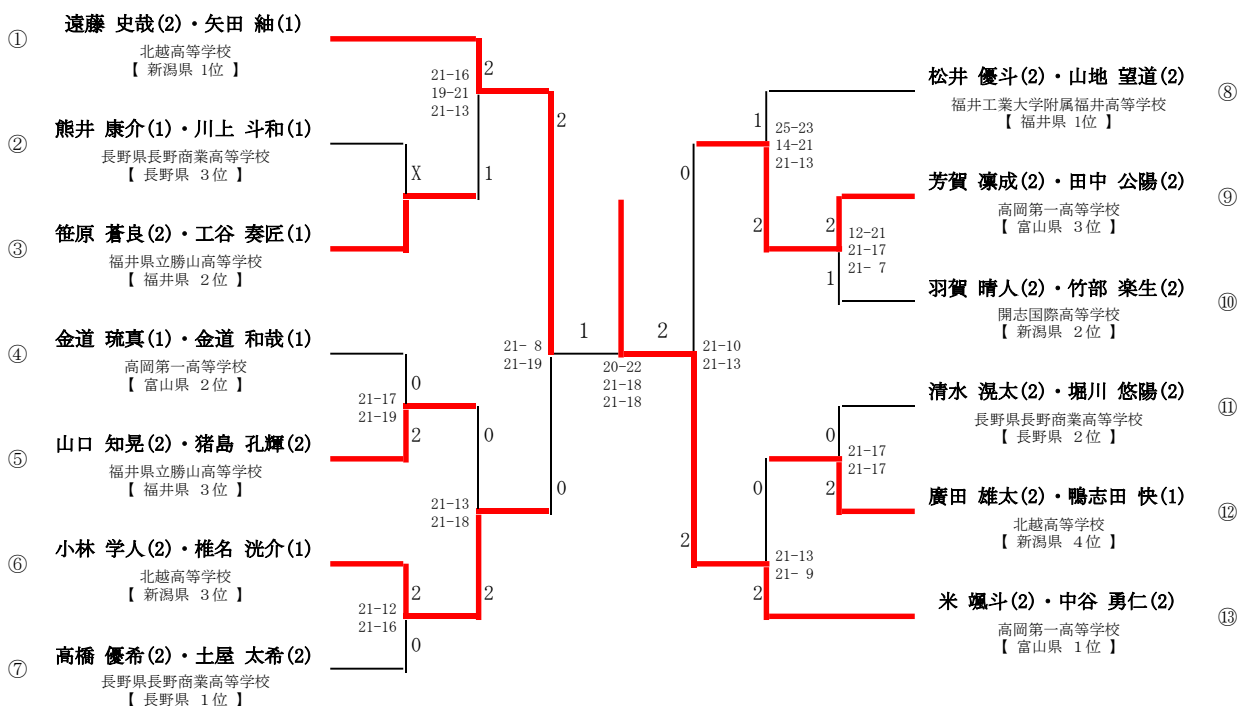 ① 遠藤 史哉(2)・矢田 紬(1)
北越高等学校
【 新潟県 1位 】
② 熊井 康介(1)・川上 斗和(1)
長野県長野商業高等学校
【 長野県 3位 】
③ 笹原 蒼良(2)・工谷 奏匠(1)
福井県立勝山高等学校
【 福井県 2位 】
④ 金道 琉真(1)・金道 和哉(1)
高岡第一高等学校
【 富山県 2位 】
⑤ 山口 知晃(2)・猪島 孔輝(2)
福井県立勝山高等学校
【 福井県 3位 】
⑥ 小林 学人(2)・椎名 洸介(1)
北越高等学校
【 新潟県 3位 】
⑦ 高橋 優希(2)・土屋 太希(2)
長野県長野商業高等学校
【 長野県 1位 】
X
21-17
21-19
0
2
21-12
21-16
2
0
21-16
19-21
21-13
2
1
21-13
21-18
0
2
21- 8
21-19
2
0
1
2
20-22
21-18
21-18
0
2
21-10
21-13
1
2
25-23
14-21
21-13
0
2
21-13
21- 9
2
1
12-21
21-17
21- 7
0
2
21-17
21-17
松井 優斗(2)・山地 望道(2) ⑧
福井工業大学附属福井高等学校
【 福井県 1位 】
芳賀 凜成(2)・田中 公陽(2) ⑨
高岡第一高等学校
【 富山県 3位 】
羽賀 晴人(2)・竹部 楽生(2) ⑩
開志国際高等学校
【 新潟県 2位 】
清水 滉太(2)・堀川 悠陽(2) ⑪
長野県長野商業高等学校
【 長野県 2位 】
廣田 雄太(2)・鴨志田 快(1) ⑫
北越高等学校
【 新潟県 4位 】
米 颯斗(2)・中谷 勇仁(2) ⑬
高岡第一高等学校
【 富山県 1位 】